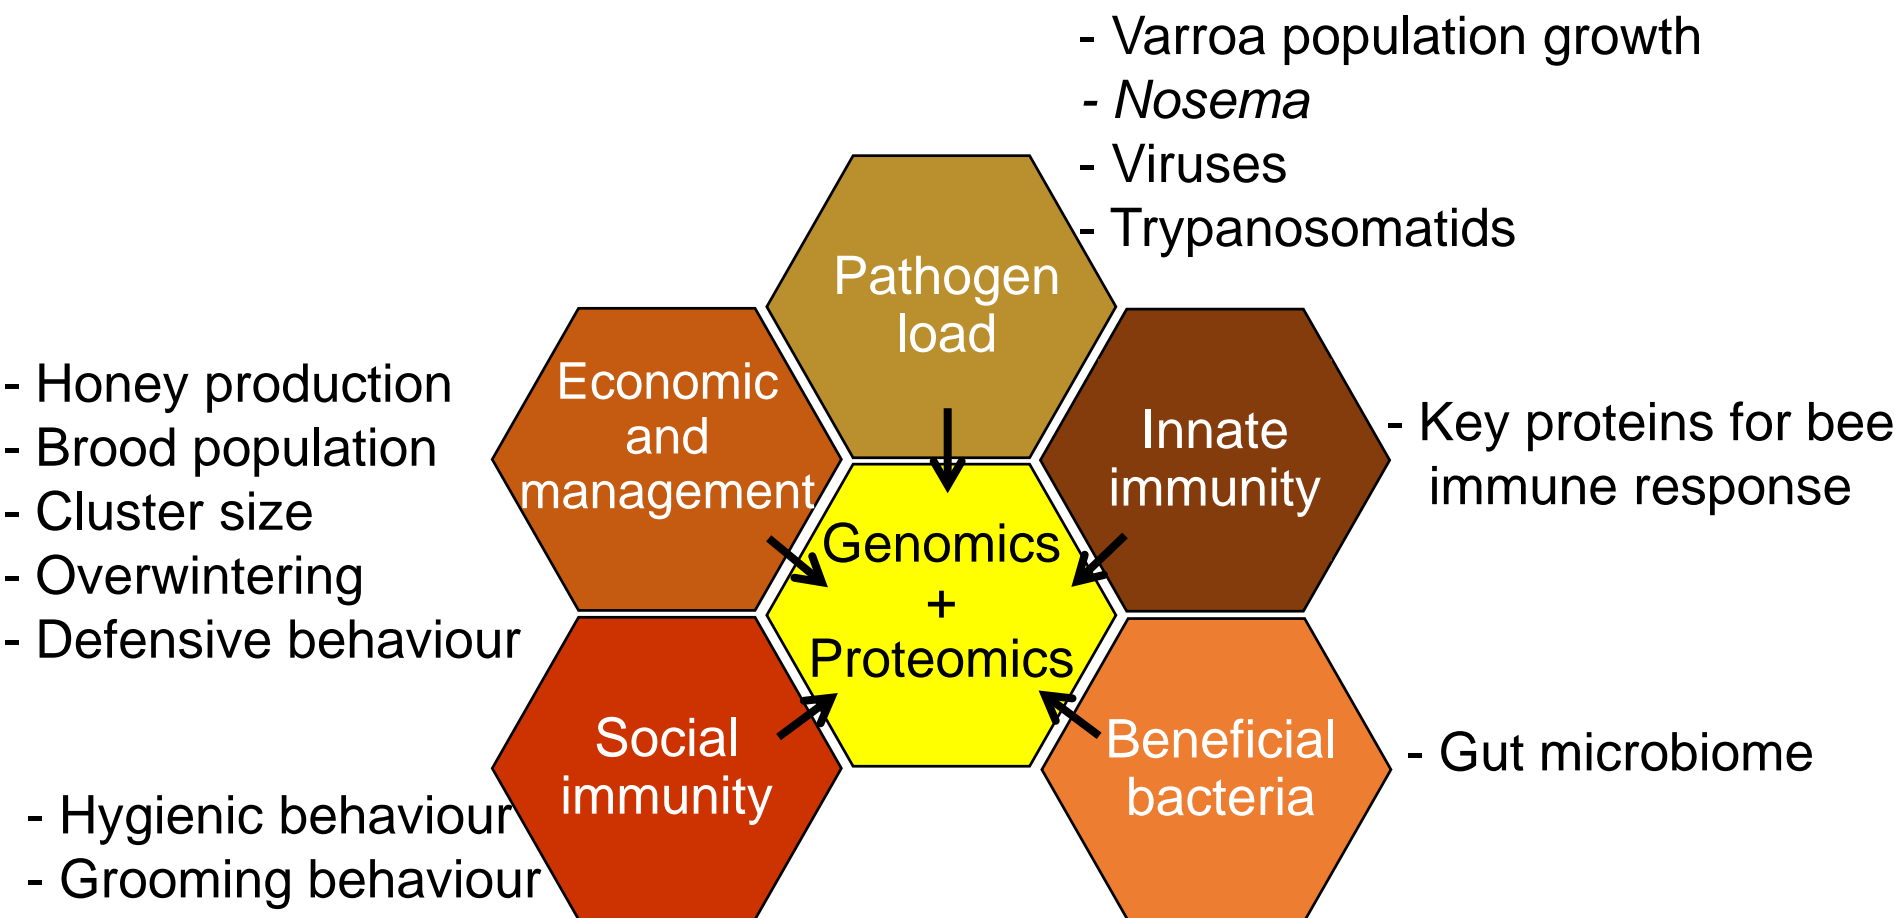 - Varroa population growth
- Nosema
- Viruses
- Trypanosomatids
Pathogen
load
Economic
and
management
- Honey production
- Brood population
- Cluster size
- Overwintering
- Defensive behaviour
Innate
immunity
- Key proteins for bee
immune response
Genomics
+
Proteomics
Social
immunity
- Hygienic behaviour
- Grooming behaviour
Beneficial
bacteria
- Gut microbiome